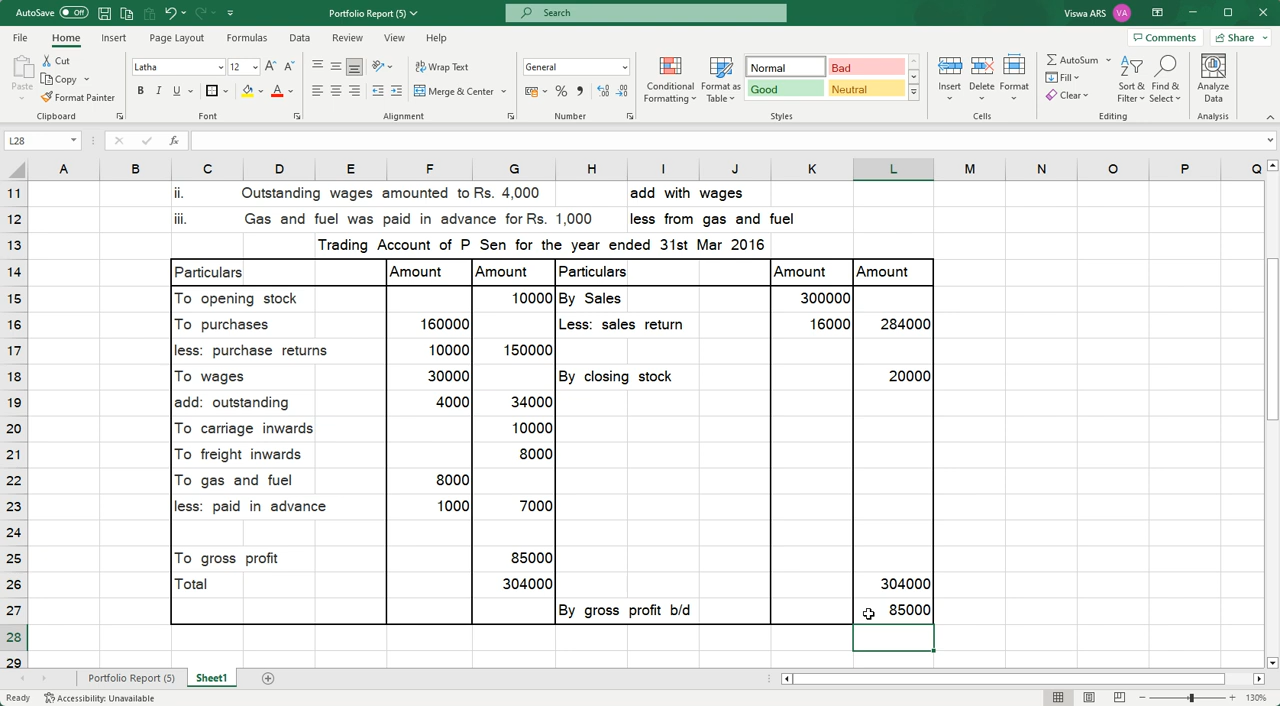 AutoSave Off Portfolio Report (5) Search Viswa ARS VA
File Home Insert Page Layout Formulas Data Review View Help Comments Share
Paste Cut Copy Format Painter Clipboard
Latha 12 A A B I U A Font
Wrap Text Merge & Center Alignment
General % , Number
Conditional Formatting Format as Table Normal Bad Good Neutral Styles
Insert Delete Format Cells
AutoSum Fill Clear Sort & Filter Find & Select Editing
Analyze Data Analysis
L28 fx
A B C D E F G H I J K L M N O P Q
11 ii. Outstanding wages amounted to Rs. 4,000 add with wages
12 iii. Gas and fuel was paid in advance for Rs. 1,000 less from gas and fuel
13 Trading Account of P Sen for the year ended 31st Mar 2016
14 Particulars Amount Amount Particulars Amount Amount
15 To opening stock 10000 By Sales 300000
16 To purchases 160000 Less: sales return 16000 284000
17 less: purchase returns 10000 150000
18 To wages 30000 By closing stock 20000
19 add: outstanding 4000 34000
20 To carriage inwards 10000
21 To freight inwards 8000
22 To gas and fuel 8000
23 less: paid in advance 1000 7000
24
25 To gross profit 85000
26 Total 304000 304000
27 By gross profit b/d 85000
28
29
Portfolio Report (5) Sheet1
Ready Accessibility: Unavailable 130%